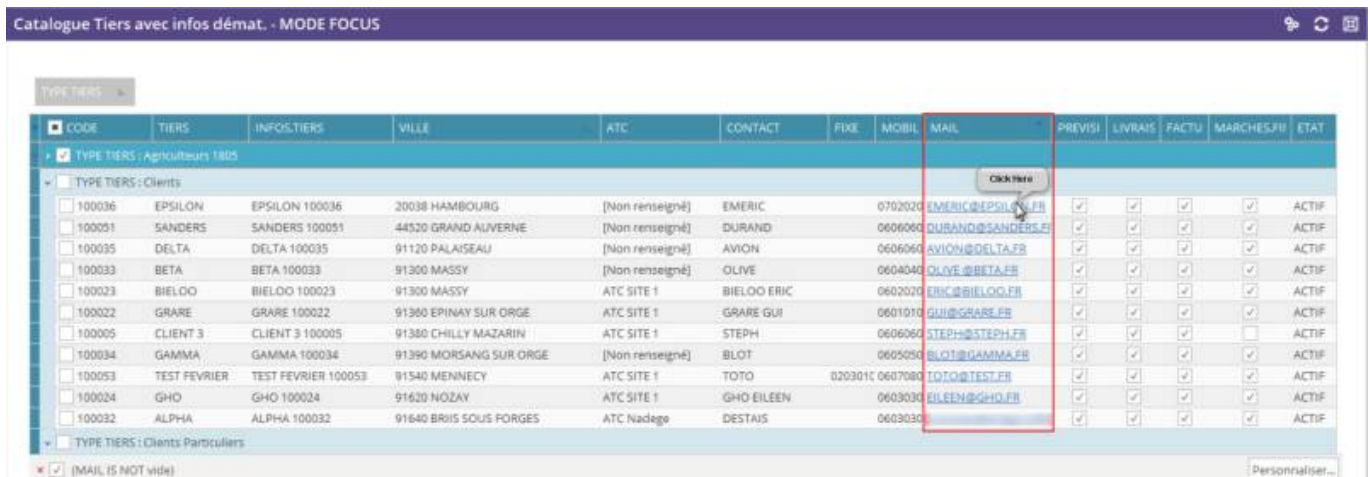 Catalogue Tiers avec infos démat. - MODE FOCUS
TYPE TIERS
CODE TIERS INFOS.TIERS VILLE ATC CONTACT FIXE MOBIL MAIL PREVISI LIVRAIS FACTU MARCHES.FII ETAT
TYPE TIERS : Agriculteurs 1805
TYPE TIERS : Clients
Click Here
100036 EPSILON EPSILON 100036 20038 HAMBOURG [Non renseigné] EMERIC 0702020 EMERIC@EPSILON.FR ACTIF
100051 SANDERS SANDERS 100051 44520 GRAND AUVERNE [Non renseigné] DURAND 0606060 DURAND@SANDERS.FI ACTIF
100035 DELTA DELTA 100035 91120 PALAISEAU [Non renseigné] AVION 0606060 AVION@DELTA.FR ACTIF
100033 BETA BETA 100033 91300 MASSY [Non renseigné] OLIVE 0604040 OLIVE @BETA.FR ACTIF
100023 BIELOO BIELOO 100023 91300 MASSY ATC SITE 1 BIELOO ERIC 0602020 ERIC@BIELOO.FR ACTIF
100022 GRARE GRARE 100022 91360 EPINAY SUR ORGE ATC SITE 1 GRARE GUI 0601010 GUI@GRARE.FR ACTIF
100005 CLIENT 3 CLIENT 3 100005 91380 CHILLY MAZARIN ATC SITE 1 STEPH 0606060 STEPH@STEPH.FR ACTIF
100034 GAMMA GAMMA 100034 91390 MORSANG SUR ORGE [Non renseigné] BLOT 0605050 BLOT@GAMMA.FR ACTIF
100053 TEST FEVRIER TEST FEVRIER 100053 91540 MENNECY ATC SITE 1 TOTO 020301C 0607080 TOTO@TEST.FR ACTIF
100024 GHO GHO 100024 91620 NOZAY ATC SITE 1 GHO EILEEN 0603030 EILEEN@GHO.FR ACTIF
100032 ALPHA ALPHA 100032 91640 BRIIS SOUS FORGES ATC Nadege DESTAIS 0603030 ACTIF
TYPE TIERS : Clients Particuliers
(MAIL IS NOT vide) Personnaliser...